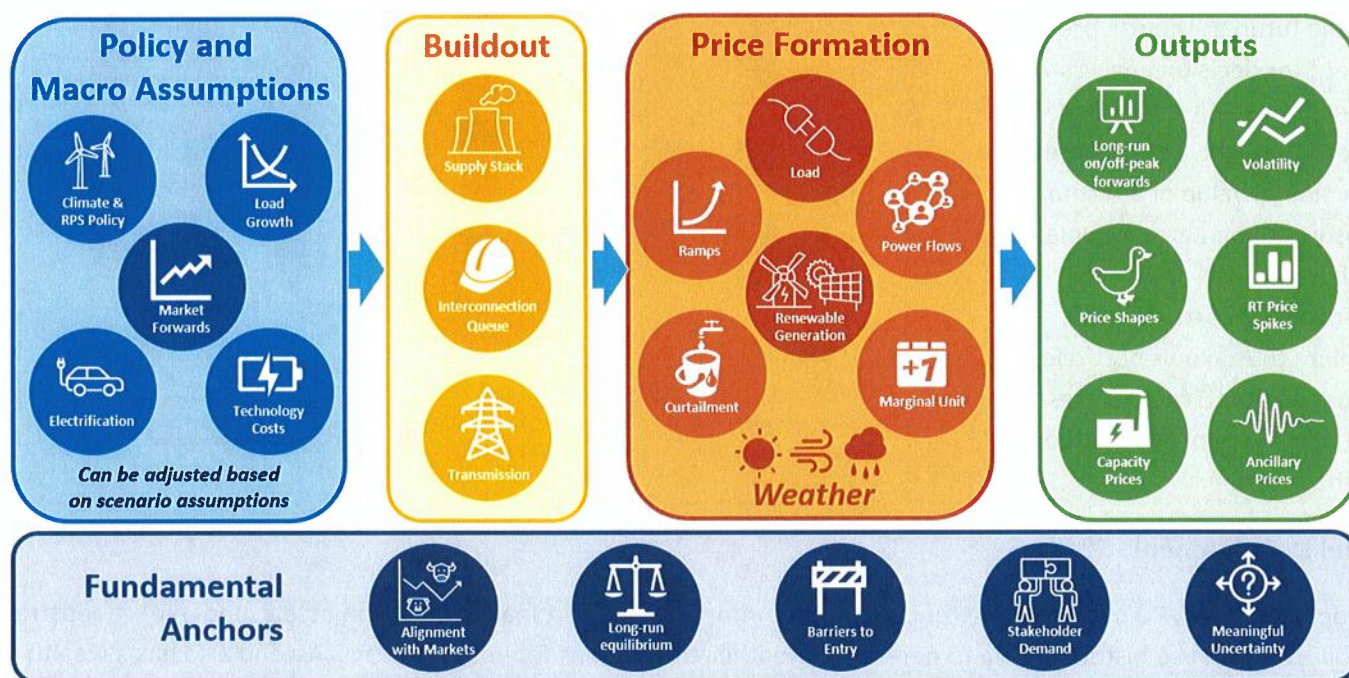 Policy and
Macro Assumptions
Climate &
RPS Policy
Load
Growth
Market
Forwards
Electrification
Technology
Costs
Can be adjusted based
on scenario assumptions
Buildout
Supply Stack
Interconnection
Queue
Transmission
Price Formation
Load
Ramps
Power Flows
Renewable
Generation
Curtailment
+1
Marginal Unit
Weather
Outputs
Long-run
on/off-peak
forwards
Volatility
Price Shapes
RT Price
Spikes
Capacity
Prices
Ancillary
Prices
Fundamental
Anchors
Alignment
with Markets
Long-run
equilibrium
Barriers to
Entry
Stakeholder
Demand
?
Meaningful
Uncertainty